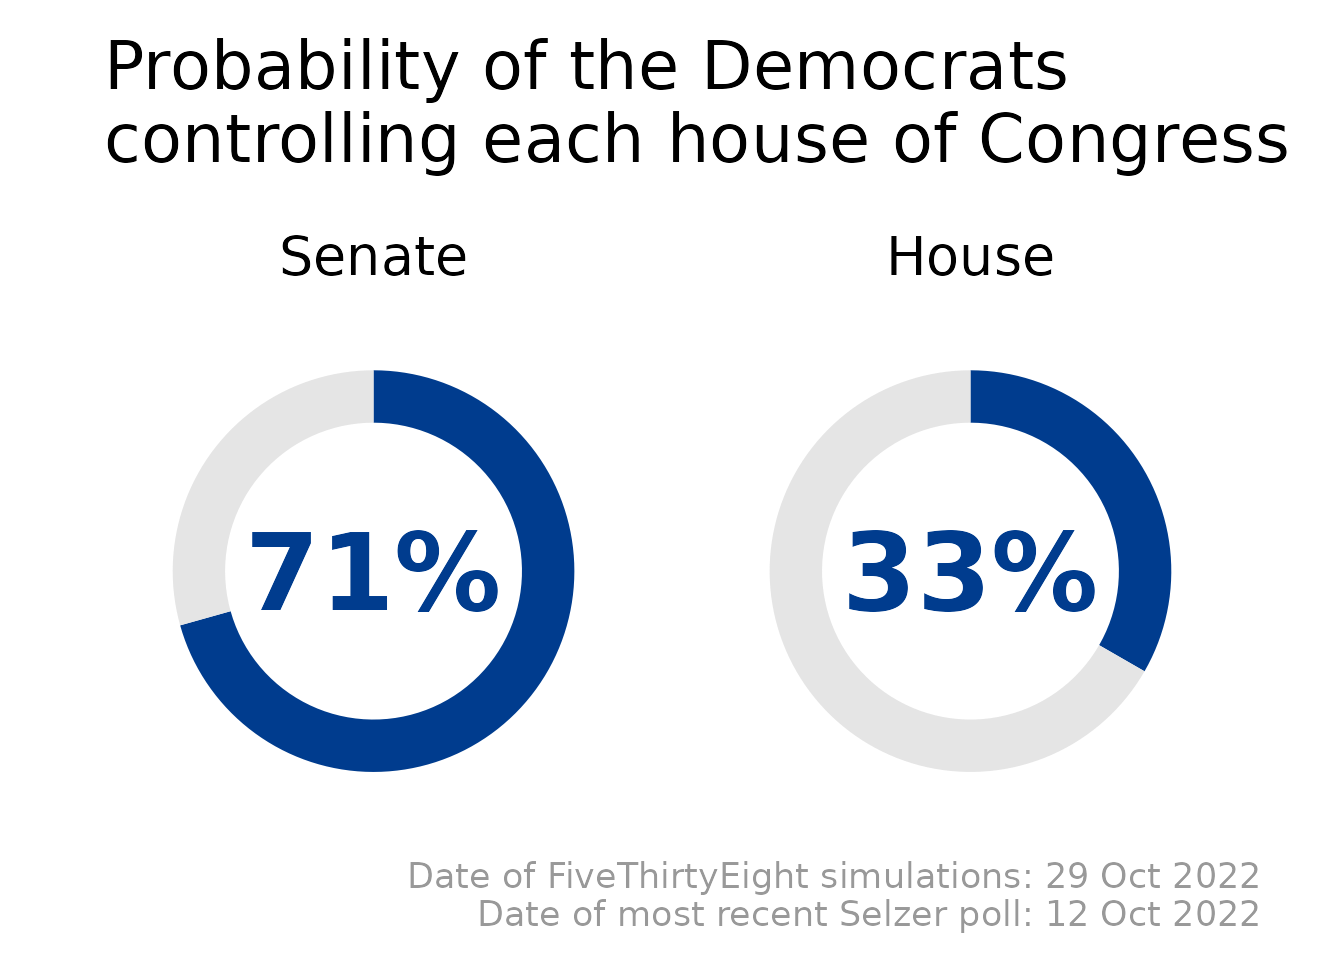 Probability of the Democrats
controlling each house of Congress
Senate
House
71%
33%
Date of FiveThirtyEight simulations: 29 Oct 2022
Date of most recent Selzer poll: 12 Oct 2022